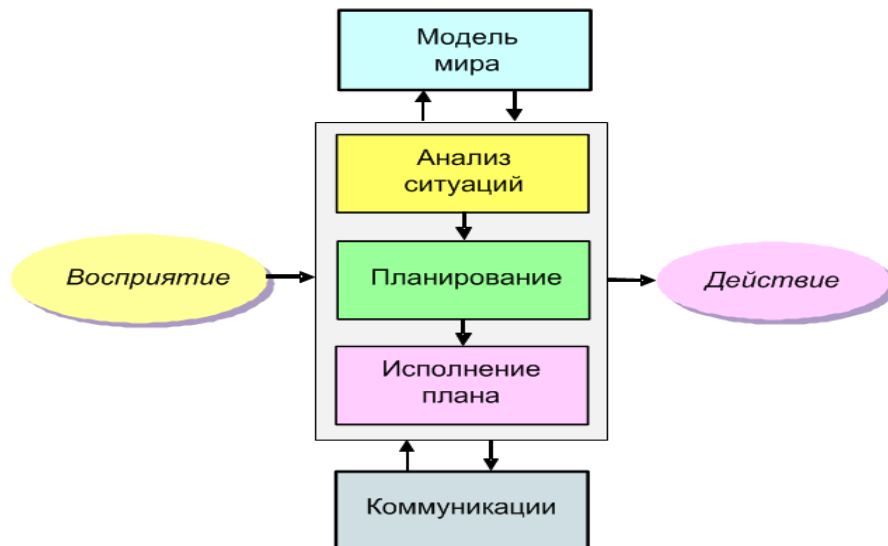 Модель
мира
Анализ
ситуаций
Восприятие
Планирование
Действие
Исполнение
плана
Коммуникации